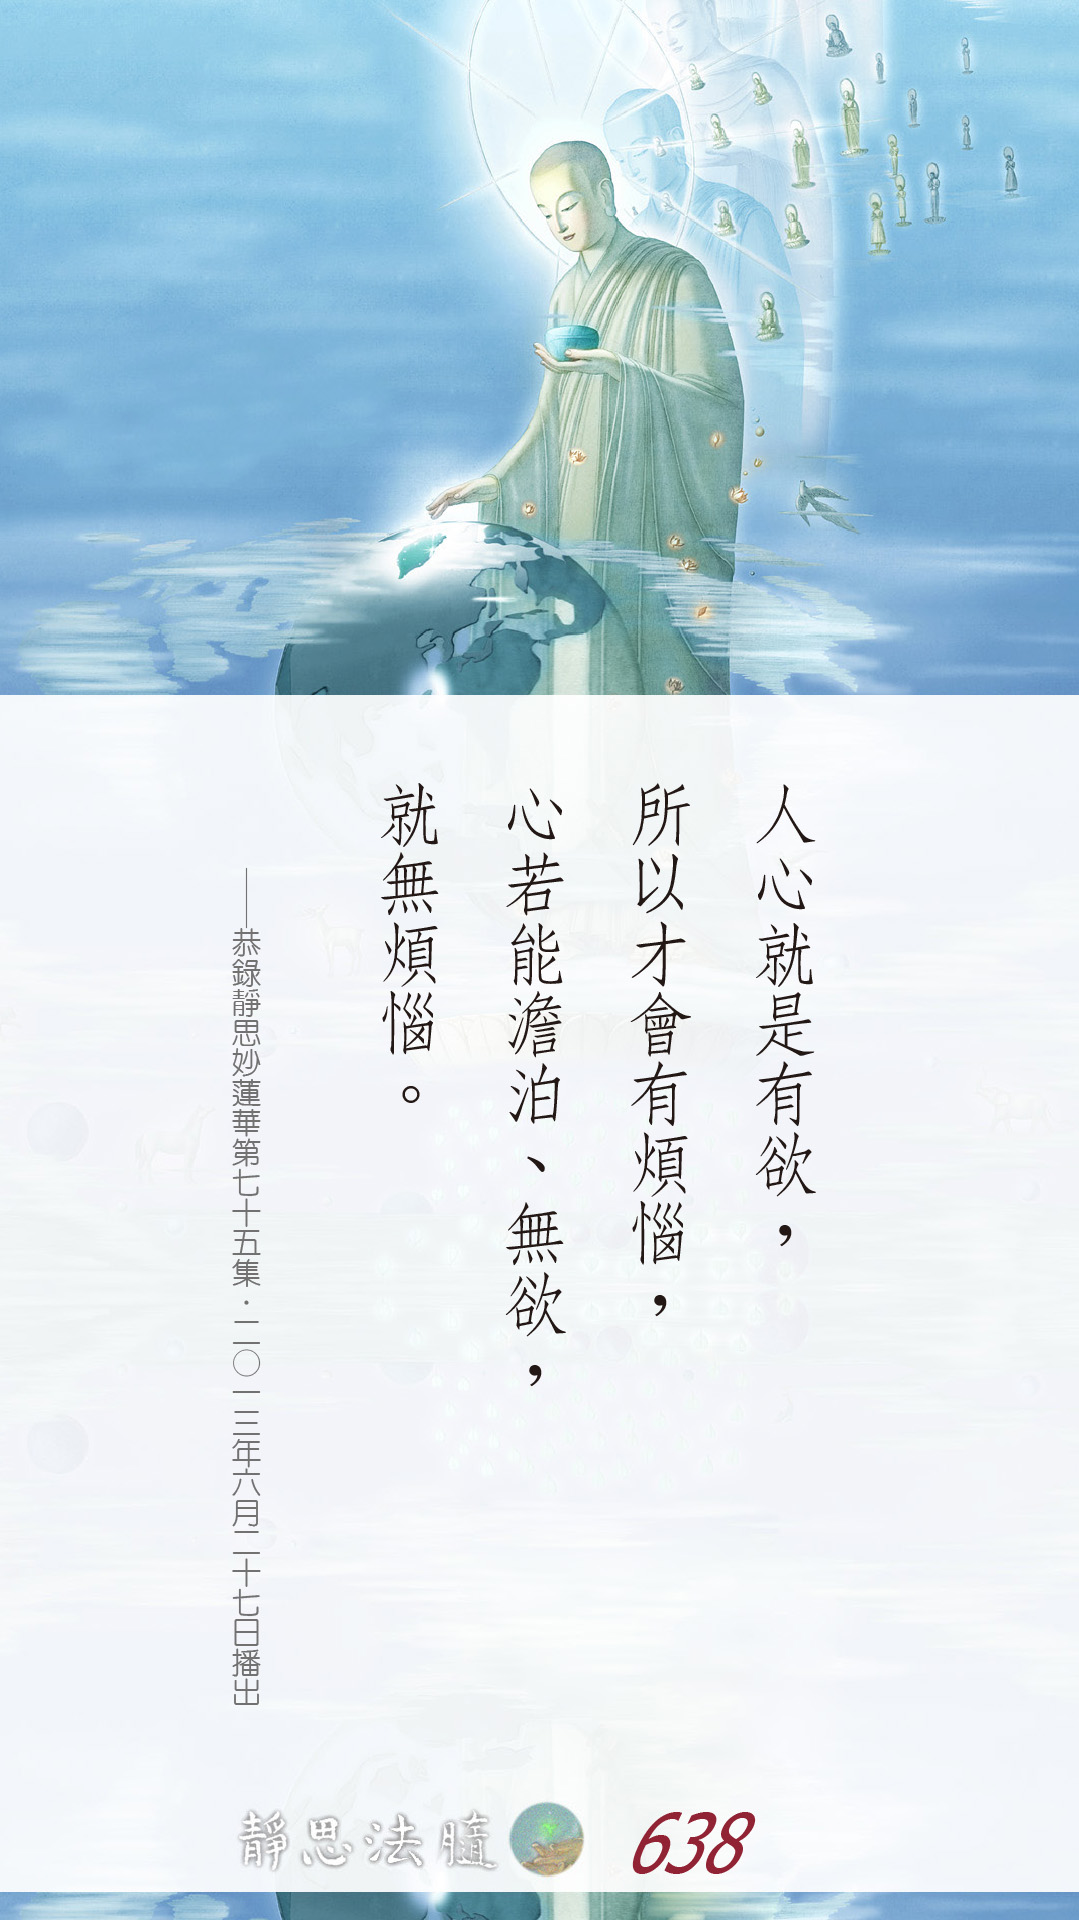 人心就是有欲，
所以才會有煩惱，
心若能澹泊、無欲，
就無煩惱。
——恭錄靜思妙蓮華第七十五集．二〇一三年六月二十七日播出
靜思法髓
638